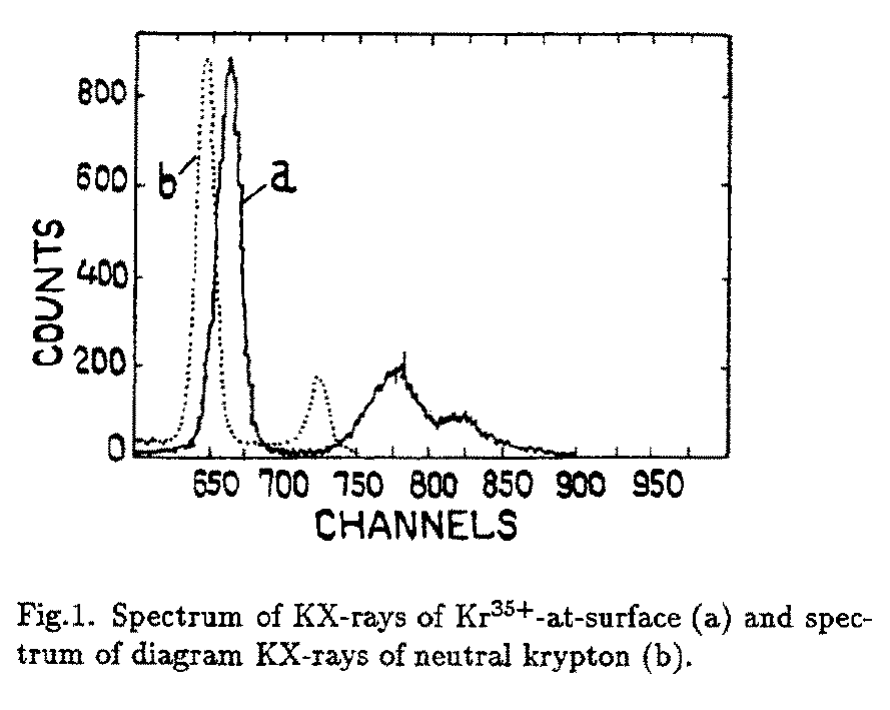 800
600
400
200
0
COUNTS
b
a
650 700 750 800 850 900 950
CHANNELS
Fig.1. Spectrum of KX-rays of Kr³⁵⁺-at-surface (a) and spec-
trum of diagram KX-rays of neutral krypton (b).